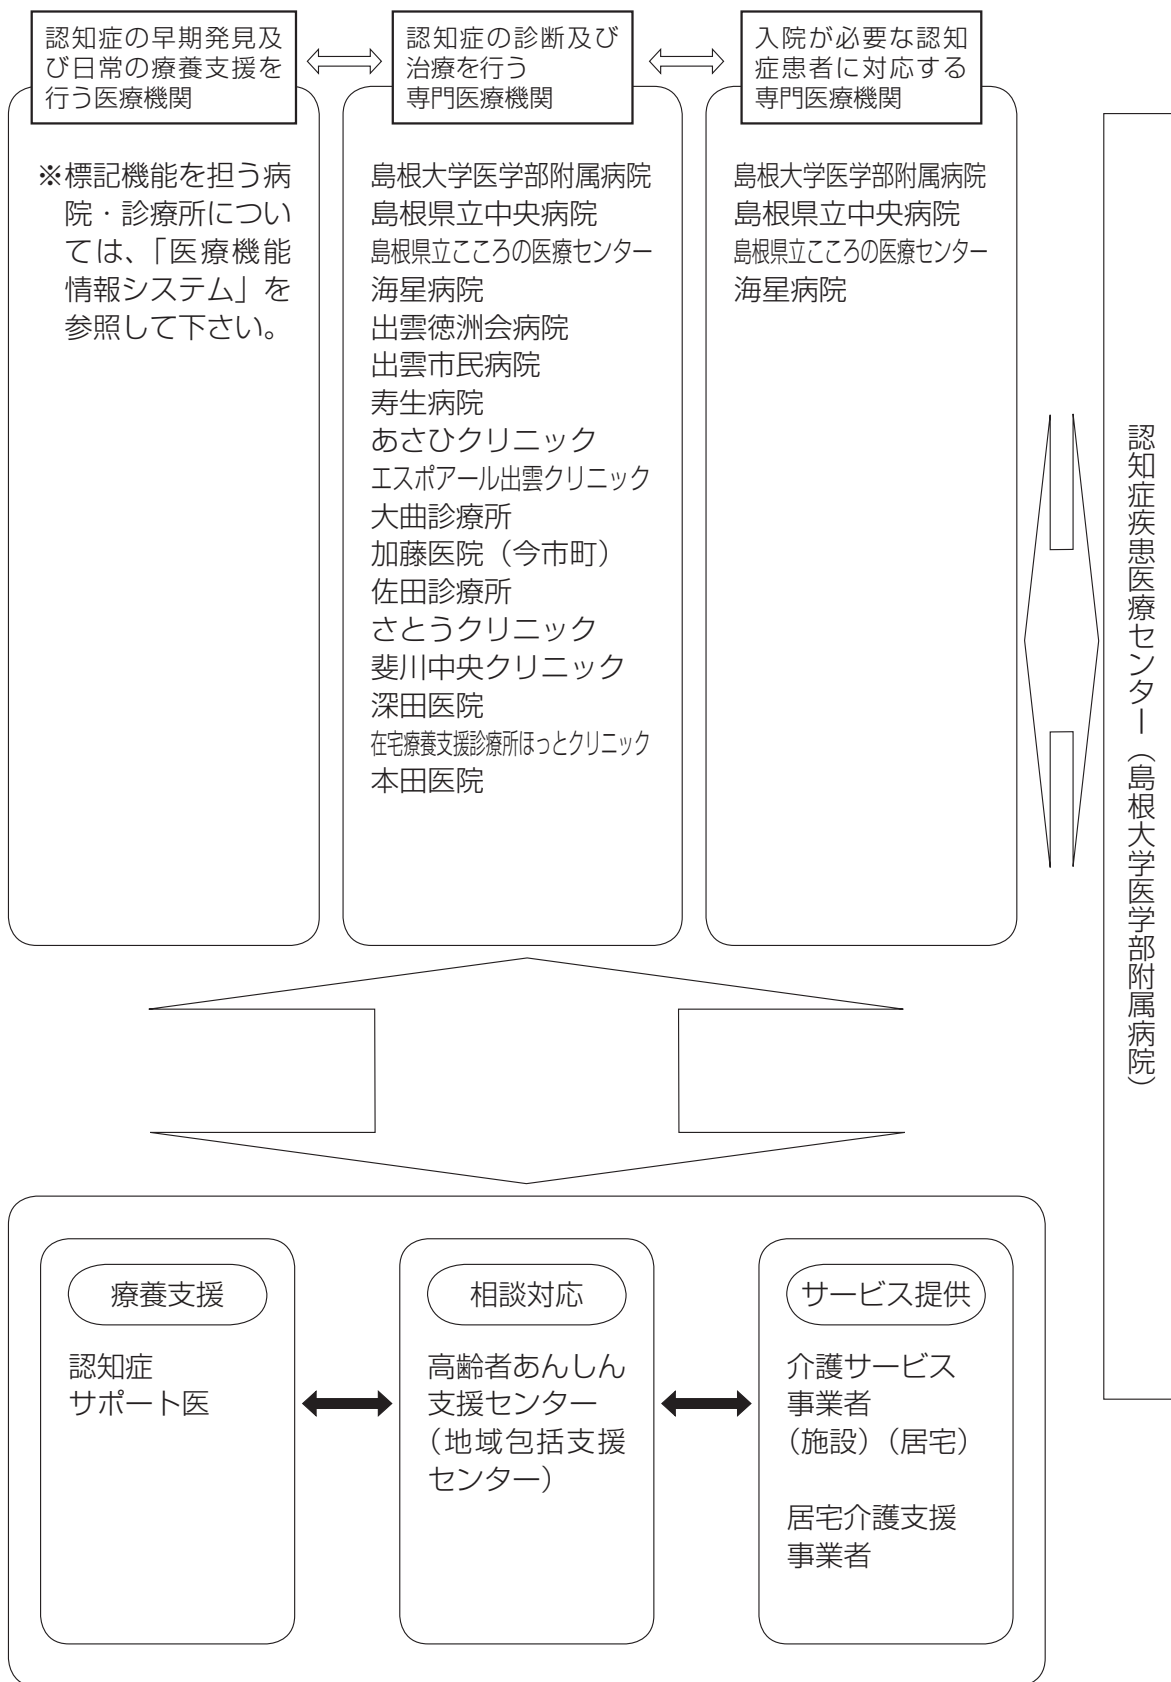 認知症の早期発見及
び日常の療養支援を
行う医療機関
※標記機能を担う病
院・診療所につい
ては、「医療機能
情報システム」を
参照して下さい。
認知症の診断及び
治療を行う
専門医療機関
島根大学医学部附属病院
島根県立中央病院
島根県立こころの医療センター
海星病院
出雲徳洲会病院
出雲市民病院
寿生病院
あさひクリニック
エスポアール出雲クリニック
大曲診療所
加藤医院（今市町）
佐田診療所
さとうクリニック
斐川中央クリニック
深田医院
在宅療養支援診療所ほっとクリニック
本田医院
入院が必要な認知
症患者に対応する
専門医療機関
島根大学医学部附属病院
島根県立中央病院
島根県立こころの医療センター
海星病院
認知症疾患医療センター（島根大学医学部附属病院）
療養支援
認知症
サポート医
相談対応
高齢者あんしん
支援センター
（地域包括支援
センター）
サービス提供
介護サービス
事業者
（施設）（居宅）
居宅介護支援
事業者